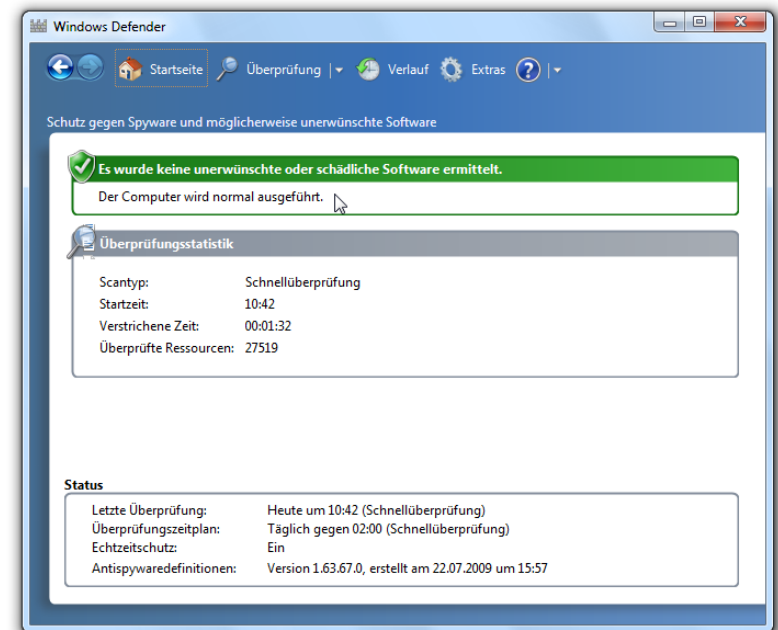 Windows Defender
Startseite Überprüfung Verlauf Extras ?
Schutz gegen Spyware und möglicherweise unerwünschte Software
Es wurde keine unerwünschte oder schädliche Software ermittelt.
Der Computer wird normal ausgeführt.
Überprüfungsstatistik
Scantyp: Schnellüberprüfung
Startzeit: 10:42
Verstrichene Zeit: 00:01:32
Überprüfte Ressourcen: 27519
Status
Letzte Überprüfung: Heute um 10:42 (Schnellüberprüfung)
Überprüfungszeitplan: Täglich gegen 02:00 (Schnellüberprüfung)
Echtzeitschutz: Ein
Antispywaredefinitionen: Version 1.63.67.0, erstellt am 22.07.2009 um 15:57